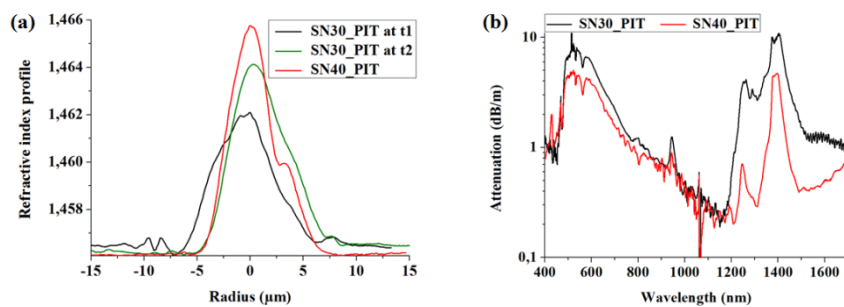 (a)
1,466
1,464
1,462
1,460
1,458
Refractive index profile
SN30_PIT at t1
SN30_PIT at t2
SN40_PIT
-15 -10 -5 0 5 10 15
Radius (µm)
(b)
10
1
0,1
Attenuation (dB/m)
SN30_PIT SN40_PIT
400 600 800 1000 1200 1400 1600
Wavelength (nm)